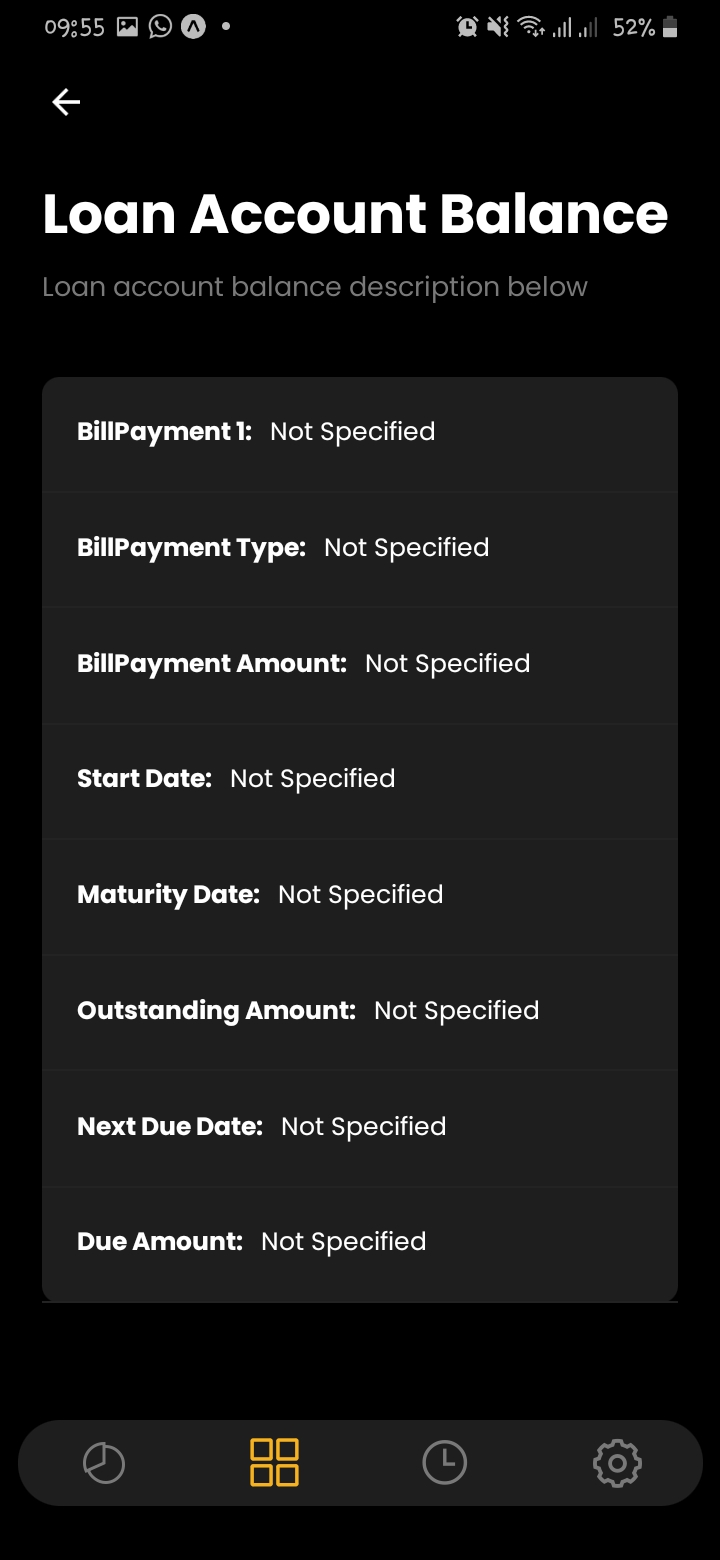 09:55 52%
Loan Account Balance
Loan account balance description below
BillPayment 1: Not Specified
BillPayment Type: Not Specified
BillPayment Amount: Not Specified
Start Date: Not Specified
Maturity Date: Not Specified
Outstanding Amount: Not Specified
Next Due Date: Not Specified
Due Amount: Not Specified